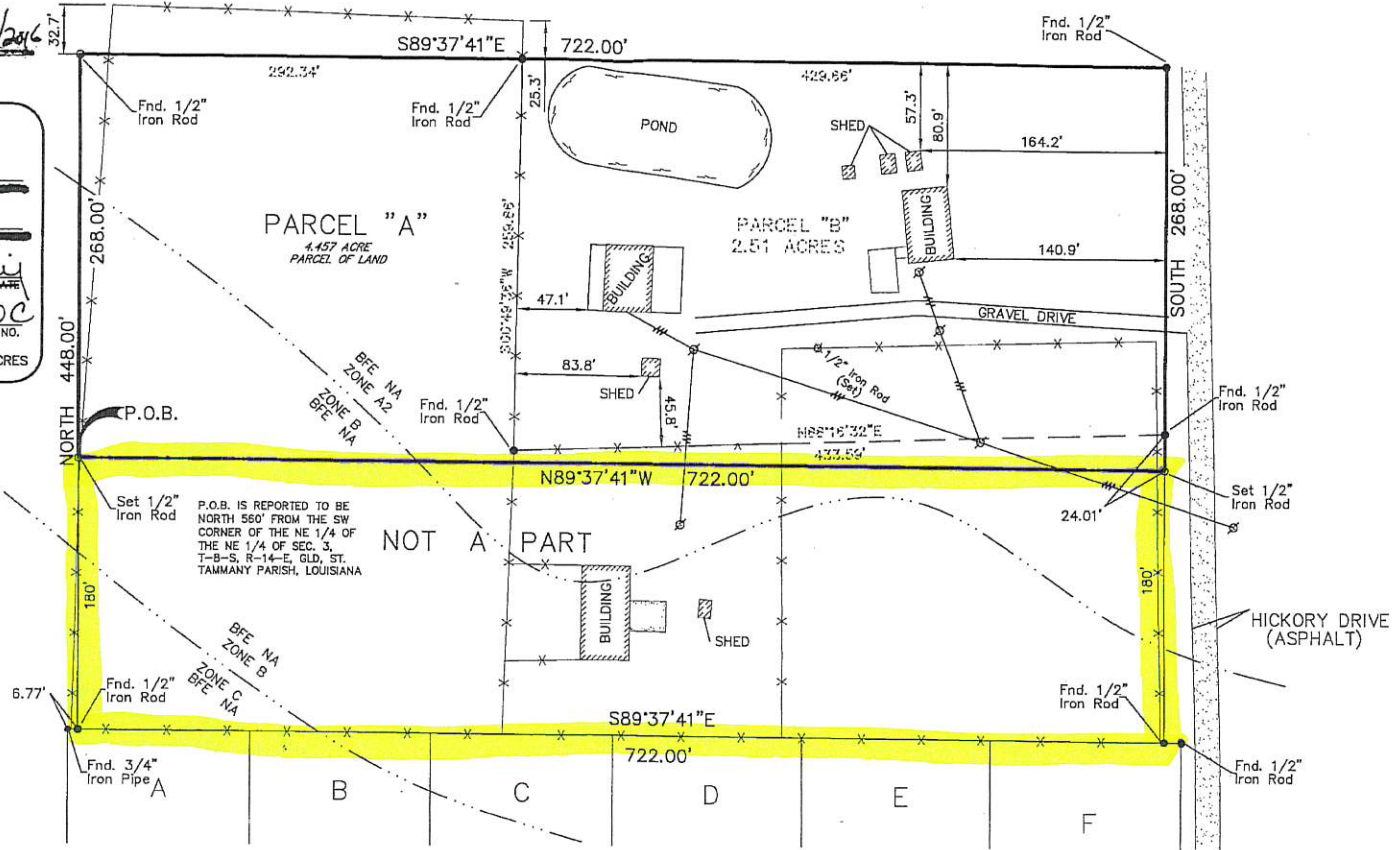 /2016
32.7'
S89°37'41"E 722.00'
292.34'
429.66'
25.3'
Fnd. 1/2"
Iron Rod
Fnd. 1/2"
Iron Rod
Fnd. 1/2"
Iron Rod
POND
SHED
57.3'
80.9'
164.2'
268.00'
PARCEL "A"
4.457 ACRE
PARCEL OF LAND
PARCEL "B"
2.51 ACRES
BUILDING
BUILDING
140.9'
SOUTH 268.00'
47.1'
GRAVEL DRIVE
NO.
CRES
NORTH 448.00'
BFE NA
ZONE A2
ZONE B
BFE NA
83.8'
SHED
45.8'
1/2" Iron Rod
(Set)
Fnd. 1/2"
Iron Rod
Fnd. 1/2"
Iron Rod
P.O.B.
433.59'
N89°37'41"W 722.00'
Set 1/2"
Iron Rod
Set 1/2"
Iron Rod
24.01'
P.O.B. IS REPORTED TO BE
NORTH 560' FROM THE SW
CORNER OF THE NE 1/4 OF
THE NE 1/4 OF SEC. 3,
T-8-S, R-14-E, GLD, ST.
TAMMANY PARISH, LOUISIANA
NOT A PART
180'
180'
BUILDING
SHED
HICKORY DRIVE
(ASPHALT)
BFE NA
ZONE B
ZONE C
BFE NA
6.77'
Fnd. 1/2"
Iron Rod
Fnd. 1/2"
Iron Rod
S89°37'41"E
722.00'
Fnd. 3/4"
Iron Pipe
Fnd. 1/2"
Iron Rod
A
B
C
D
E
F